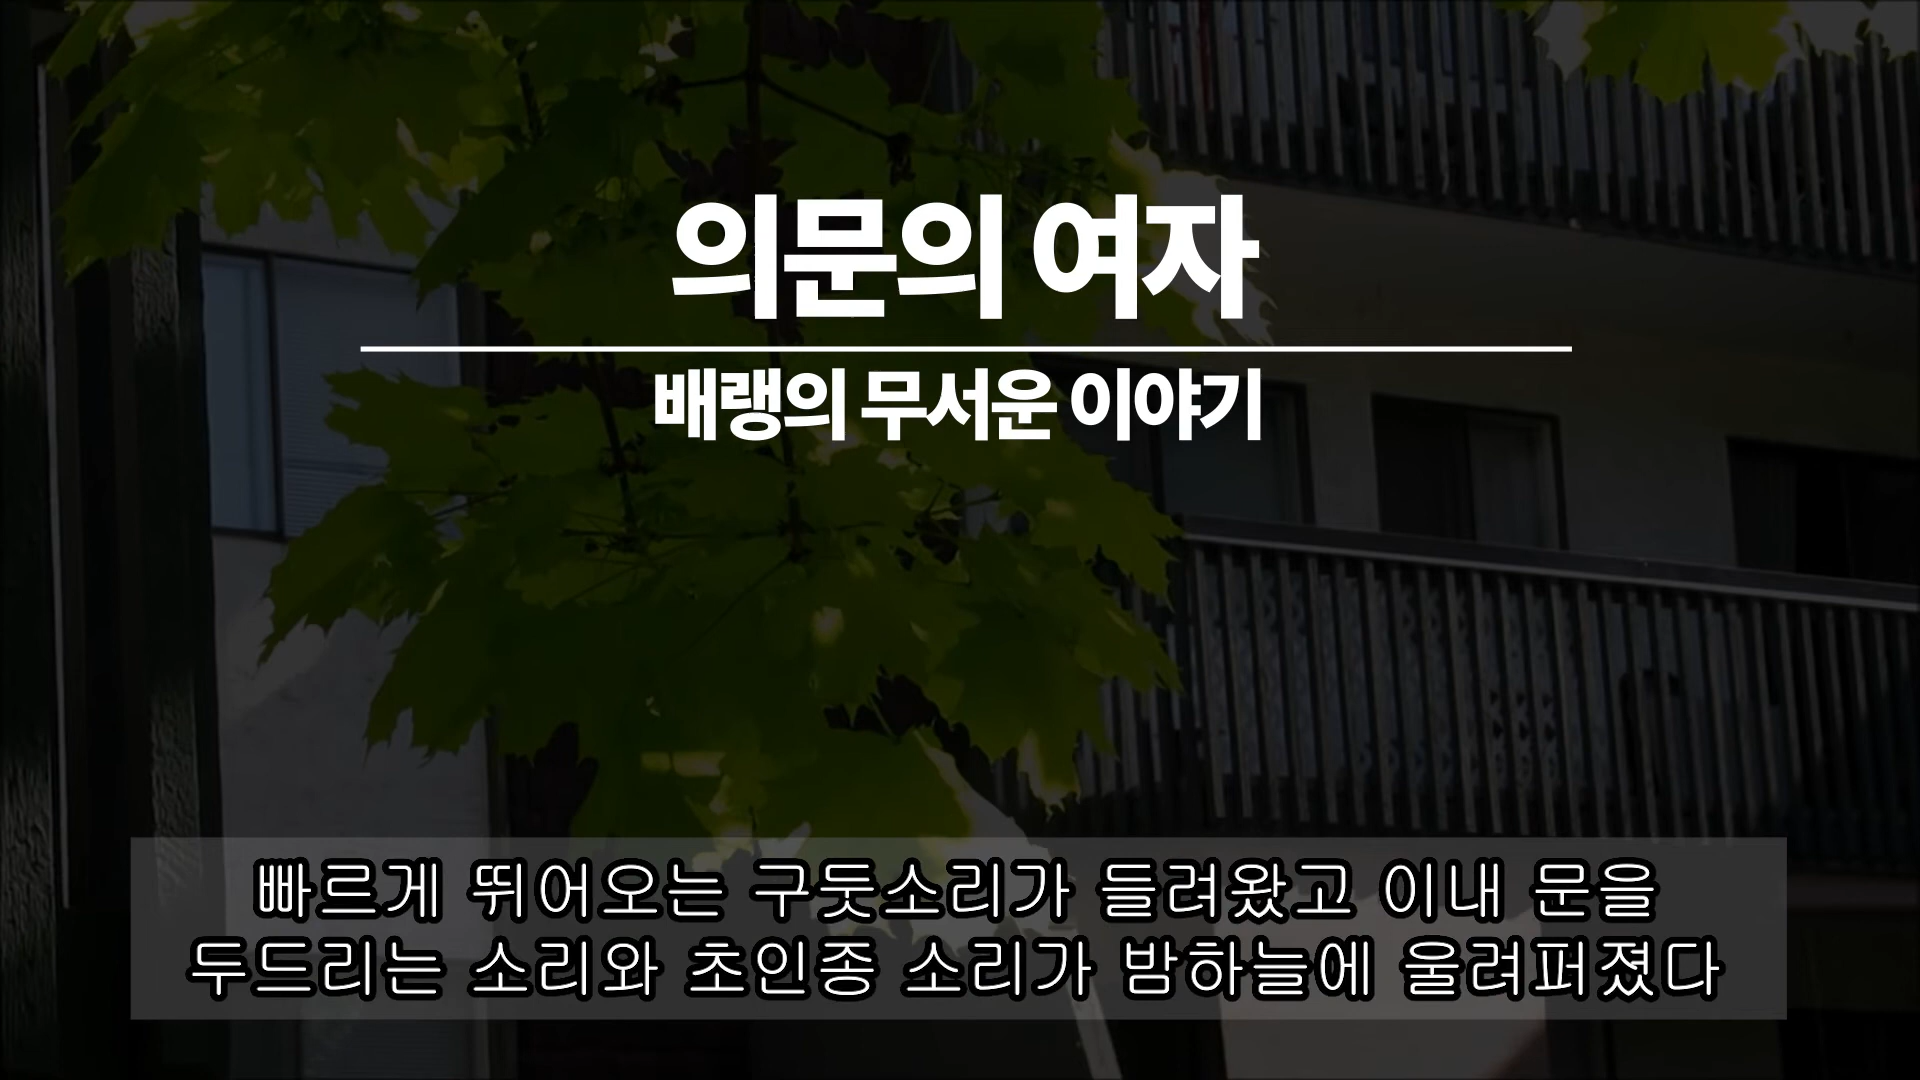 의문의 여자
배랭의 무서운 이야기
빠르게 뛰어오는 구둣소리가 들려왔고 이내 문을
두드리는 소리와 초인종 소리가 밤하늘에 울려퍼졌다